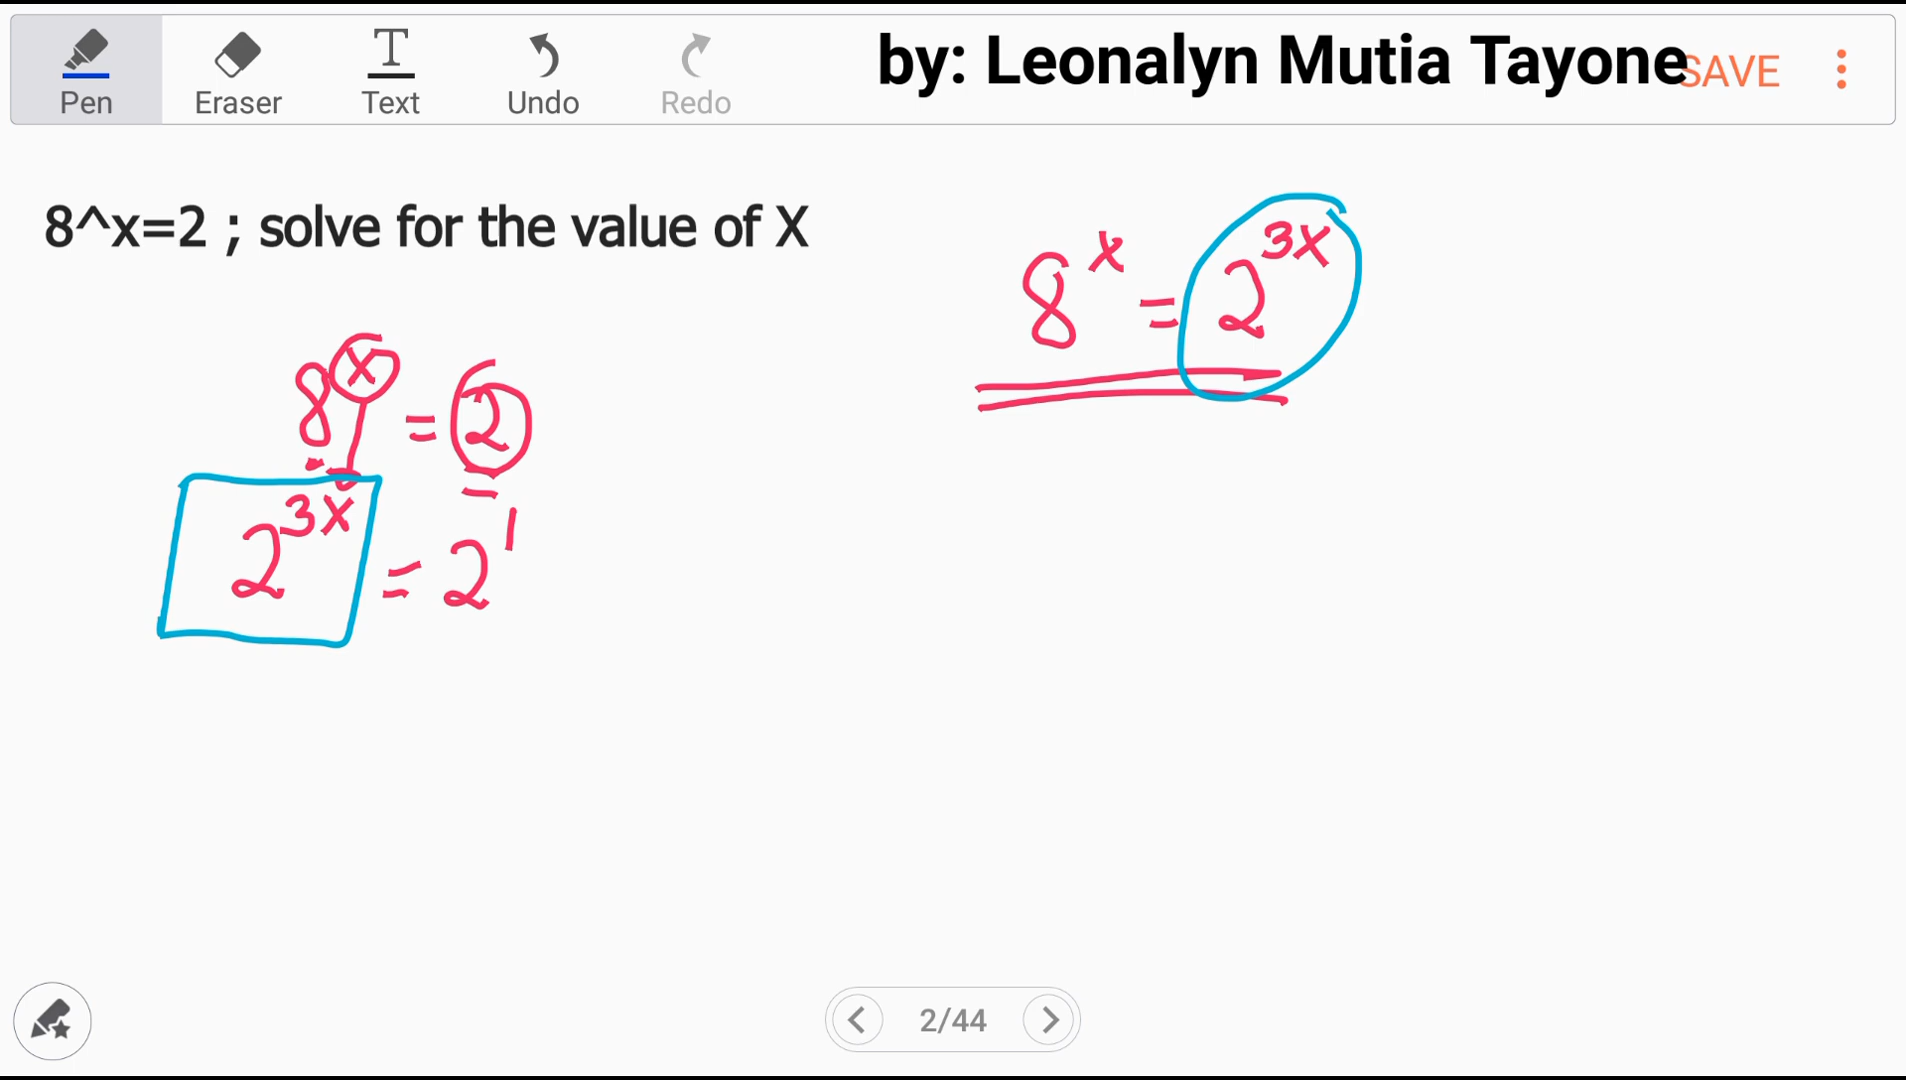 Pen
Eraser
Text
Undo
Redo
by: Leonalyn Mutia Tayone
SAVE
8^x=2 ; solve for the value of X
8^x = 2^3x
8^x = 2
2^3x = 2^1
2/44